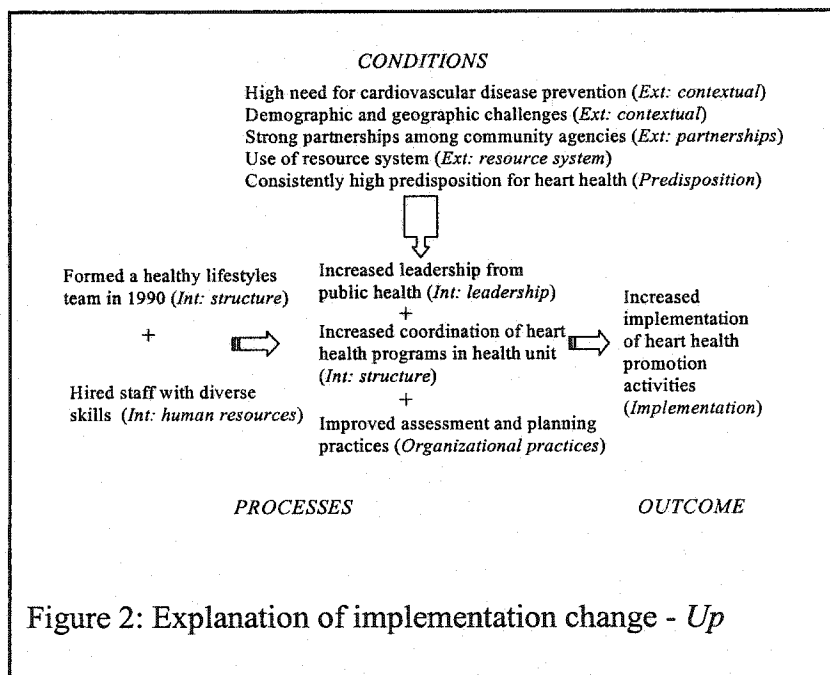 CONDITIONS
High need for cardiovascular disease prevention (Ext: contextual)
Demographic and geographic challenges (Ext: contextual)
Strong partnerships among community agencies (Ext: partnerships)
Use of resource system (Ext: resource system)
Consistently high predisposition for heart health (Predisposition)
Formed a healthy lifestyles
team in 1990 (Int: structure)
+
Hired staff with diverse
skills (Int: human resources)
Increased leadership from
public health (Int: leadership)
+
Increased coordination of heart
health programs in health unit
(Int: structure)
+
Improved assessment and planning
practices (Organizational practices)
Increased
implementation
of heart health
promotion
activities
(Implementation)
PROCESSES
OUTCOME
Figure 2: Explanation of implementation change - Up